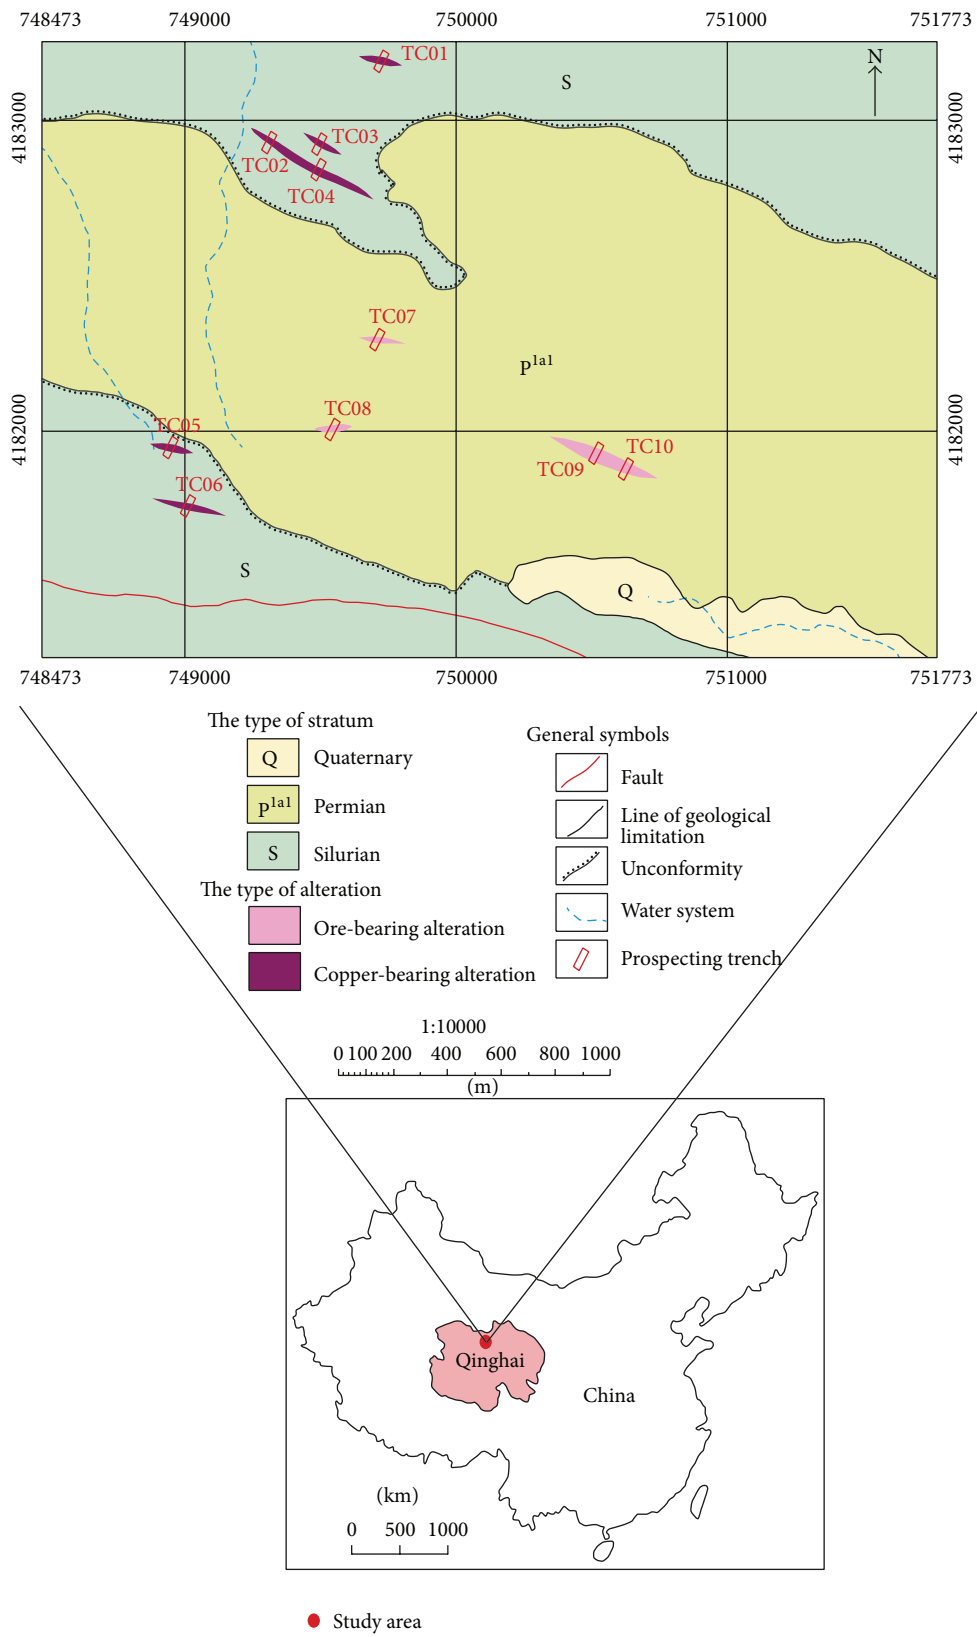 748473 749000 750000 751000 751773
TC01
S
N
4183000
4183000
TC03
TC02
TC04
TC07
P1a1
TC08
4182000
4182000
TC05
TC10
TC09
TC06
S
Q
748473 749000 750000 751000 751773
The type of stratum
Q Quaternary
P1a1 Permian
S Silurian
The type of alteration
Ore-bearing alteration
Copper-bearing alteration
General symbols
Fault
Line of geological
limitation
Unconformity
Water system
Prospecting trench
1:10000
0 100 200 400 600 800 1000
(m)
Qinghai
China
(km)
0 500 1000
Study area